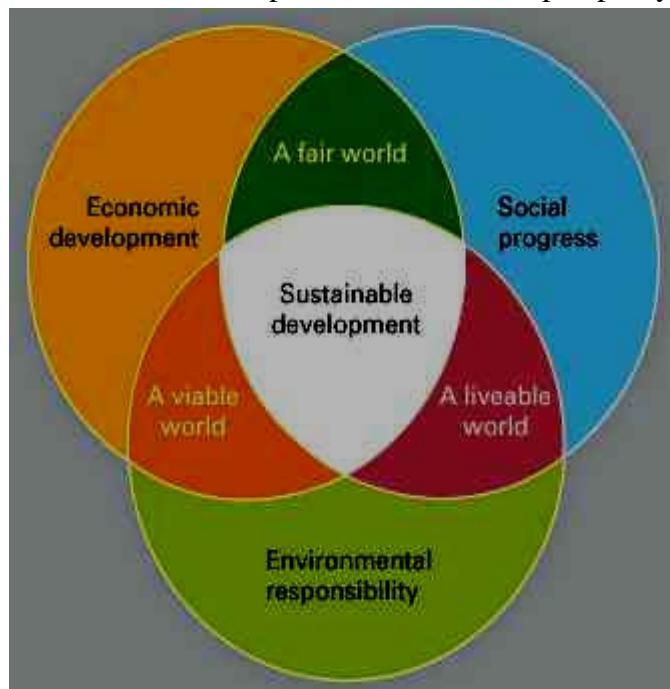 A fair world
Economic
development
Social
progress
Sustainable
development
A viable
world
A liveable
world
Environmental
responsibility